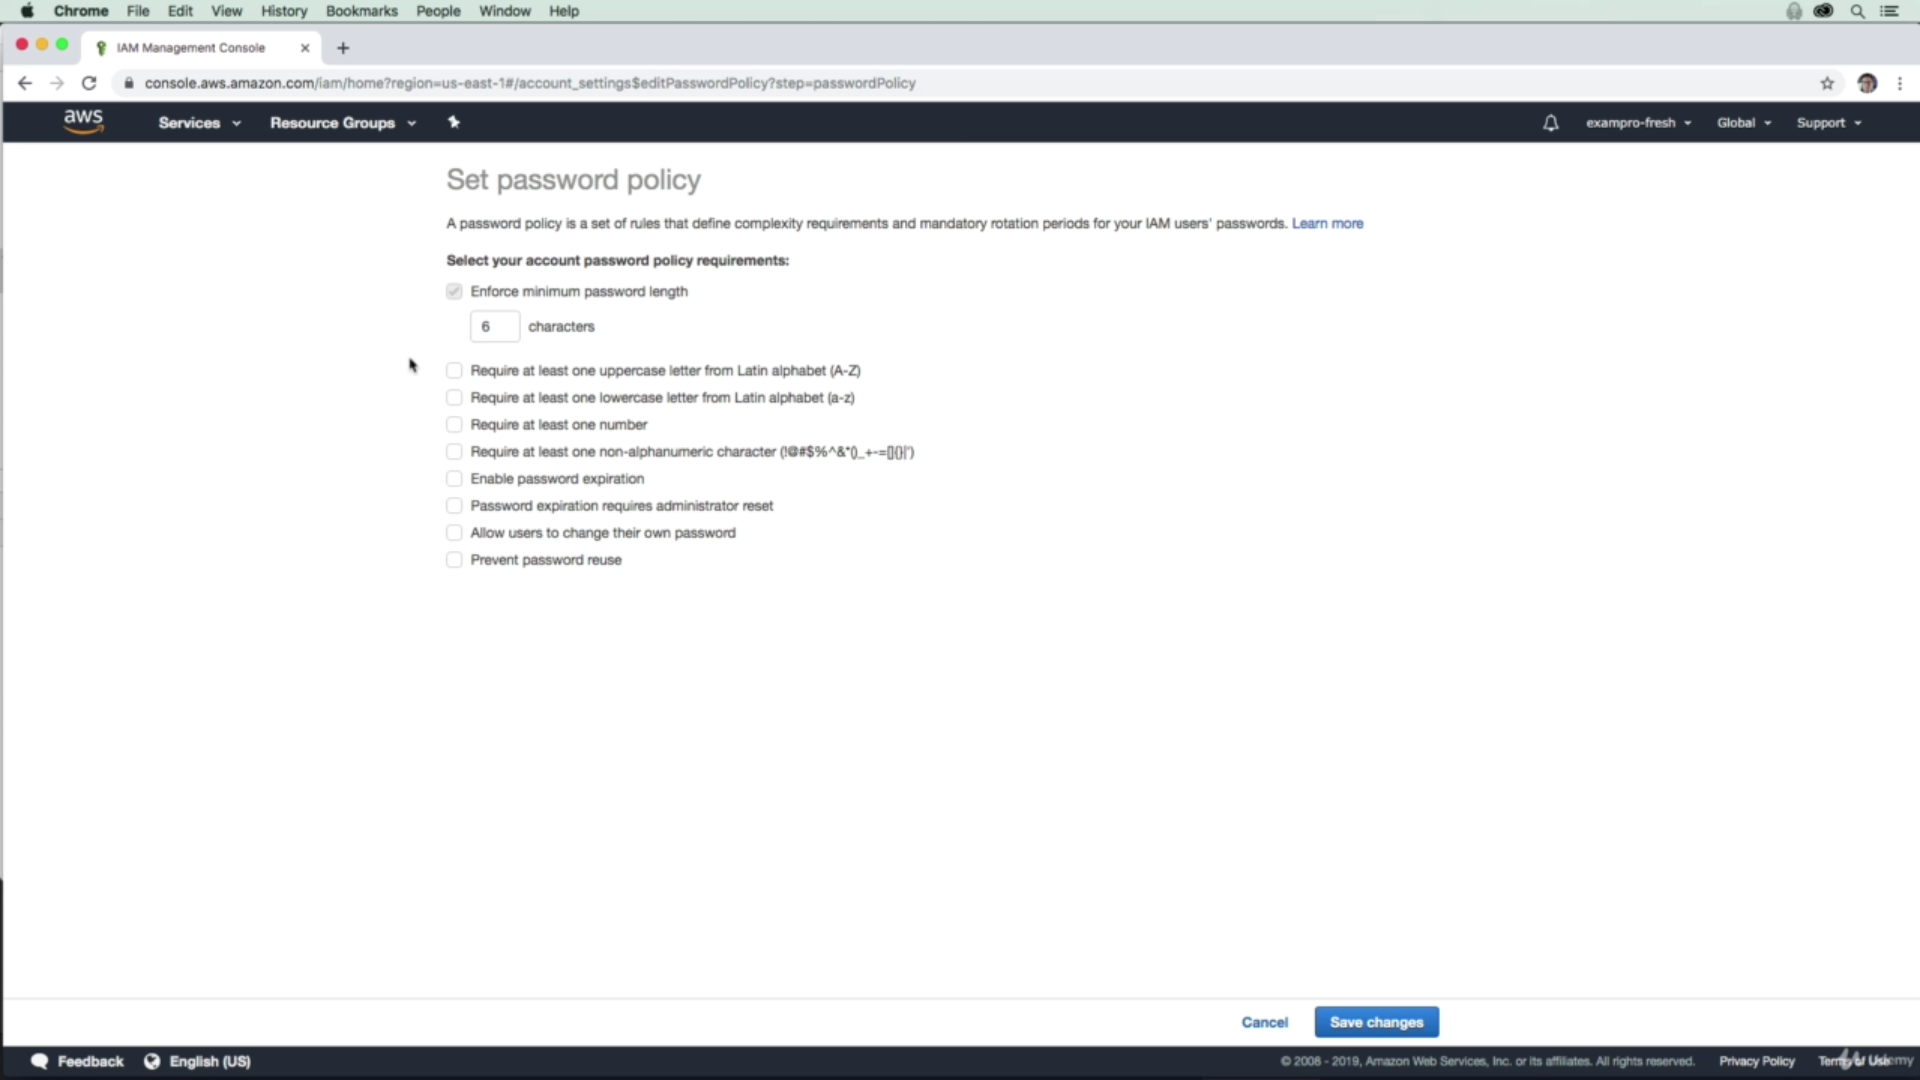 Chrome File Edit View History Bookmarks People Window Help
IAM Management Console
console.aws.amazon.com/iam/home?region=us-east-1#/account_settings$editPasswordPolicy?step=passwordPolicy
aws Services Resource Groups exampro-fresh Global Support
Set password policy
A password policy is a set of rules that define complexity requirements and mandatory rotation periods for your IAM users' passwords. Learn more
Select your account password policy requirements:
Enforce minimum password length
6 characters
Require at least one uppercase letter from Latin alphabet (A-Z)
Require at least one lowercase letter from Latin alphabet (a-z)
Require at least one number
Require at least one non-alphanumeric character (!@#$%^&*()_+-=[]{}|')
Enable password expiration
Password expiration requires administrator reset
Allow users to change their own password
Prevent password reuse
Cancel Save changes
Feedback English (US) © 2008 - 2019, Amazon Web Services, Inc. or its affiliates. All rights reserved. Privacy Policy Terms of Use